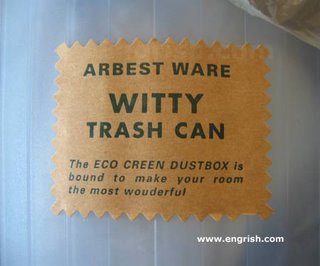 ARBEST WARE
WITTY
TRASH CAN
The ECO CREEN DUSTBOX is
bound to make your room
the most wouderful
www.engrish.com